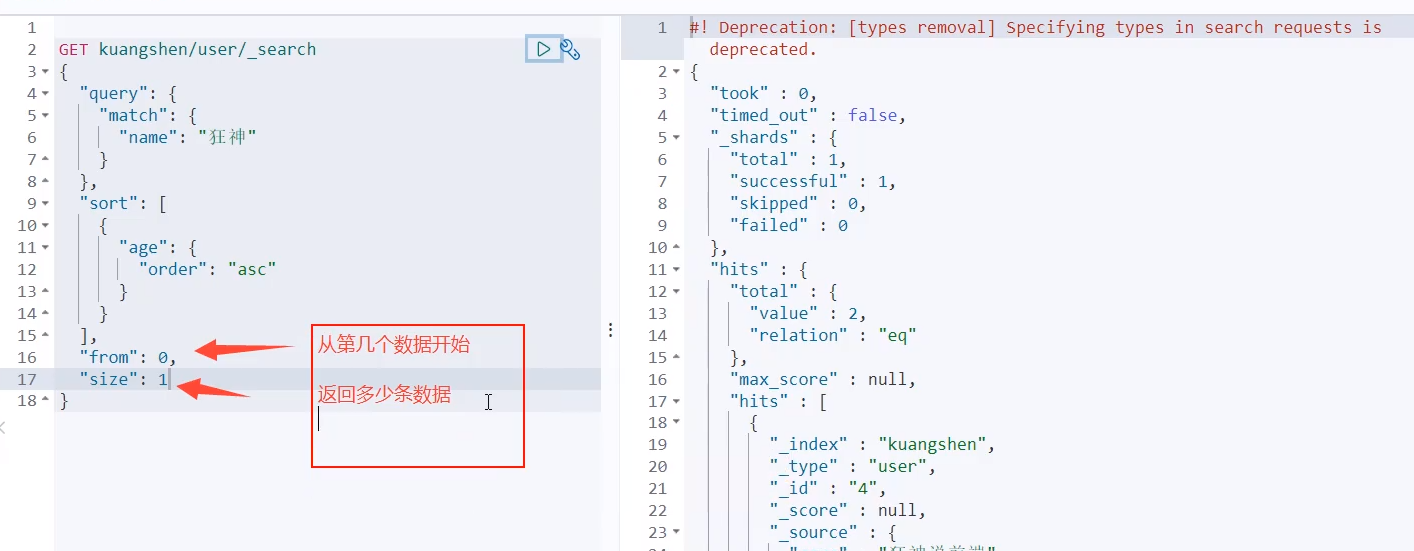 1
2 GET kuangshen/user/_search
3 {
4 "query": {
5 "match": {
6 "name": "狂神"
7 }
8 },
9 "sort": [
10 {
11 "age": {
12 "order": "asc"
13 }
14 }
15 ],
16 "from": 0,
17 "size": 1
18 }
从第几个数据开始
返回多少条数据
1 #! Deprecation: [types removal] Specifying types in search requests is
deprecated.
2 {
3 "took" : 0,
4 "timed_out" : false,
5 "_shards" : {
6 "total" : 1,
7 "successful" : 1,
8 "skipped" : 0,
9 "failed" : 0
10 },
11 "hits" : {
12 "total" : {
13 "value" : 2,
14 "relation" : "eq"
15 },
16 "max_score" : null,
17 "hits" : [
18 {
19 "_index" : "kuangshen",
20 "_type" : "user",
21 "_id" : "4",
22 "_score" : null,
23 "_source" : {
"狂神说前端"